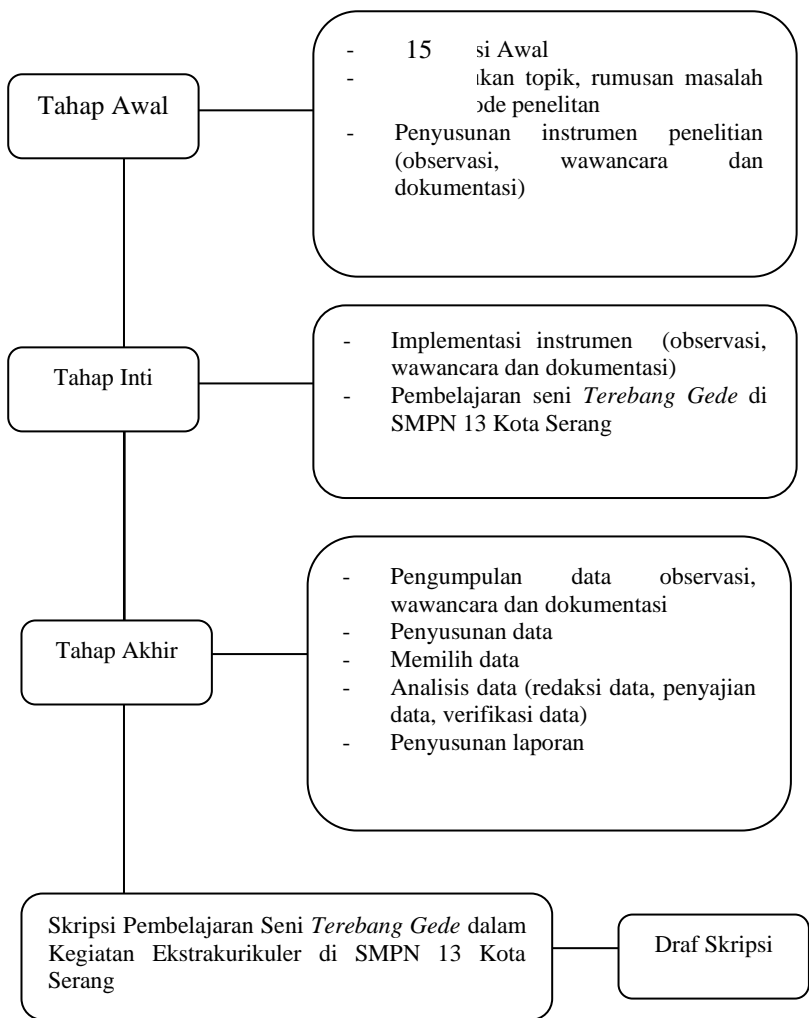 - 15 si Awal
- ukan topik, rumusan masalah
ode penelitan
- Penyusunan instrumen penelitian
(observasi, wawancara dan
dokumentasi)
Tahap Awal
- Implementasi instrumen (observasi,
wawancara dan dokumentasi)
- Pembelajaran seni Terebang Gede di
SMPN 13 Kota Serang
Tahap Inti
- Pengumpulan data observasi,
wawancara dan dokumentasi
- Penyusunan data
- Memilih data
- Analisis data (redaksi data, penyajian
data, verifikasi data)
- Penyusunan laporan
Tahap Akhir
Skripsi Pembelajaran Seni Terebang Gede dalam
Kegiatan Ekstrakurikuler di SMPN 13 Kota
Serang
Draf Skripsi